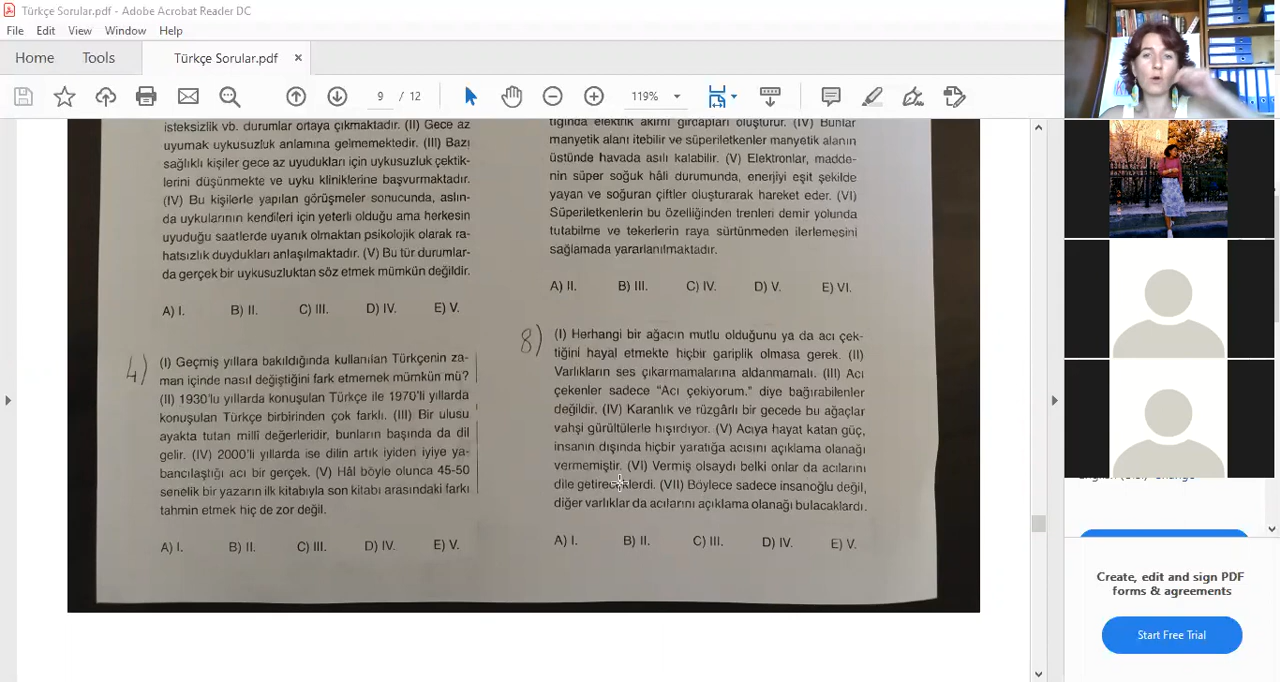 Türkçe Sorular.pdf - Adobe Acrobat Reader DC
File Edit View Window Help
Home Tools Türkçe Sorular.pdf ×
9 / 12 119%
isteksizlik vb. durumlar ortaya çıkmaktadır. (II) Gece az
uyumak uykusuzluk anlamına gelmemektedir. (III) Bazı
sağlıklı kişiler gece az uyudukları için uykusuzluk çektik-
lerini düşünmekte ve uyku kliniklerine başvurmaktadır.
(IV) Bu kişilerle yapılan görüşmeler sonucunda, aslın-
da uykularının kendileri için yeterli olduğu ama herkesin
uyuduğu saatlerde uyanık olmaktan psikolojik olarak ra-
hatsızlık duydukları anlaşılmaktadır. (V) Bu tür durumlar-
da gerçek bir uykusuzluktan söz etmek mümkün değildir.
A) I. B) II. C) III. D) IV. E) V.
4)
(I) Geçmiş yıllara bakıldığında kullanılan Türkçenin za-
man içinde nasıl değiştiğini fark etmemek mümkün mü?
(II) 1930'lu yıllarda konuşulan Türkçe ile 1970'li yıllarda
konuşulan Türkçe birbirinden çok farklı. (III) Bir ulusu
ayakta tutan millî değerleridir, bunların başında da dil
gelir. (IV) 2000'li yıllarda ise dilin artık iyiden iyiye ya-
bancılaştığı acı bir gerçek. (V) Hâl böyle olunca 45-50
senelik bir yazarın ilk kitabıyla son kitabı arasındaki farkı
tahmin etmek hiç de zor değil.
A) I. B) II. C) III. D) IV. E) V.
tığında elektrik akımı girdapları oluşturur. (IV) Bunlar
manyetik alanı itebilir ve süperiletkenler manyetik alanın
üstünde havada asılı kalabilir. (V) Elektronlar, madde-
nin süper soğuk hâli durumunda, enerjiyi eşit şekilde
yayan ve soğuran çiftler oluşturarak hareket eder. (VI)
Süperiletkenlerin bu özelliğinden trenleri demir yolunda
tutabilme ve tekerlerin raya sürtünmeden ilerlemesini
sağlamada yararlanılmaktadır.
A) II. B) III. C) IV. D) V. E) VI.
8)
(I) Herhangi bir ağacın mutlu olduğunu ya da acı çek-
tiğini hayal etmekte hiçbir gariplik olmasa gerek. (II)
Varlıkların ses çıkarmamalarına aldanmamalı. (III) Acı
çekenler sadece "Acı çekiyorum." diye bağırabilenler
değildir. (IV) Karanlık ve rüzgârlı bir gecede bu ağaçlar
vahşi gürültülerle hışırdıyor. (V) Acıya hayat katan güç,
insanın dışında hiçbir yaratığa acısını açıklama olanağı
vermemiştir. (VI) Vermiş olsaydı belki onlar da acılarını
dile getireceklerdi. (VII) Böylece sadece insanoğlu değil,
diğer varlıklar da acılarını açıklama olanağı bulacaklardı.
A) I. B) II. C) III. D) IV. E) V.
Create, edit and sign PDF
forms & agreements
Start Free Trial